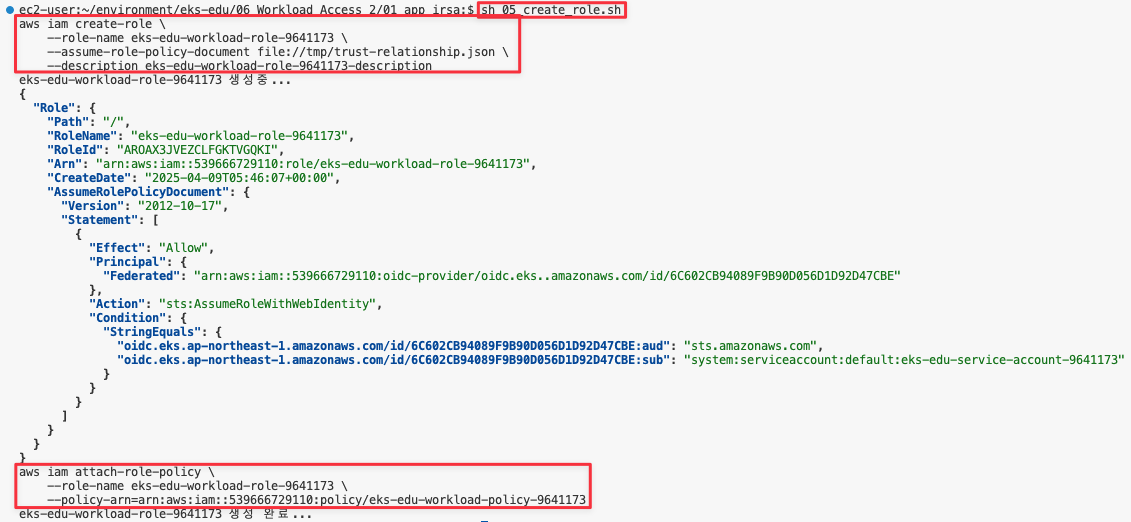 ec2-user:~/environment/eks-edu/06_Workload_Access_2/01_app_irsa:$ sh 05_create_role.sh
aws iam create-role \
    --role-name eks-edu-workload-role-9641173 \
    --assume-role-policy-document file://tmp/trust-relationship.json \
    --description eks-edu-workload-role-9641173-description
eks-edu-workload-role-9641173 생성중...
{
  "Role": {
    "Path": "/",
    "RoleName": "eks-edu-workload-role-9641173",
    "RoleId": "AROAX3JVEZCLFGKTVGQKI",
    "Arn": "arn:aws:iam::539666729110:role/eks-edu-workload-role-9641173",
    "CreateDate": "2025-04-09T05:46:07+00:00",
    "AssumeRolePolicyDocument": {
      "Version": "2012-10-17",
      "Statement": [
        {
          "Effect": "Allow",
          "Principal": {
            "Federated": "arn:aws:iam::539666729110:oidc-provider/oidc.eks..amazonaws.com/id/6C602CB94089F9B90D056D1D92D47CBE"
          },
          "Action": "sts:AssumeRoleWithWebIdentity",
          "Condition": {
            "StringEquals": {
              "oidc.eks.ap-northeast-1.amazonaws.com/id/6C602CB94089F9B90D056D1D92D47CBE:aud": "sts.amazonaws.com",
              "oidc.eks.ap-northeast-1.amazonaws.com/id/6C602CB94089F9B90D056D1D92D47CBE:sub": "system:serviceaccount:default:eks-edu-service-account-9641173"
            }
          }
        }
      ]
    }
  }
}
aws iam attach-role-policy \
    --role-name eks-edu-workload-role-9641173 \
    --policy-arn=arn:aws:iam::539666729110:policy/eks-edu-workload-policy-9641173
eks-edu-workload-role-9641173 생성 완료...